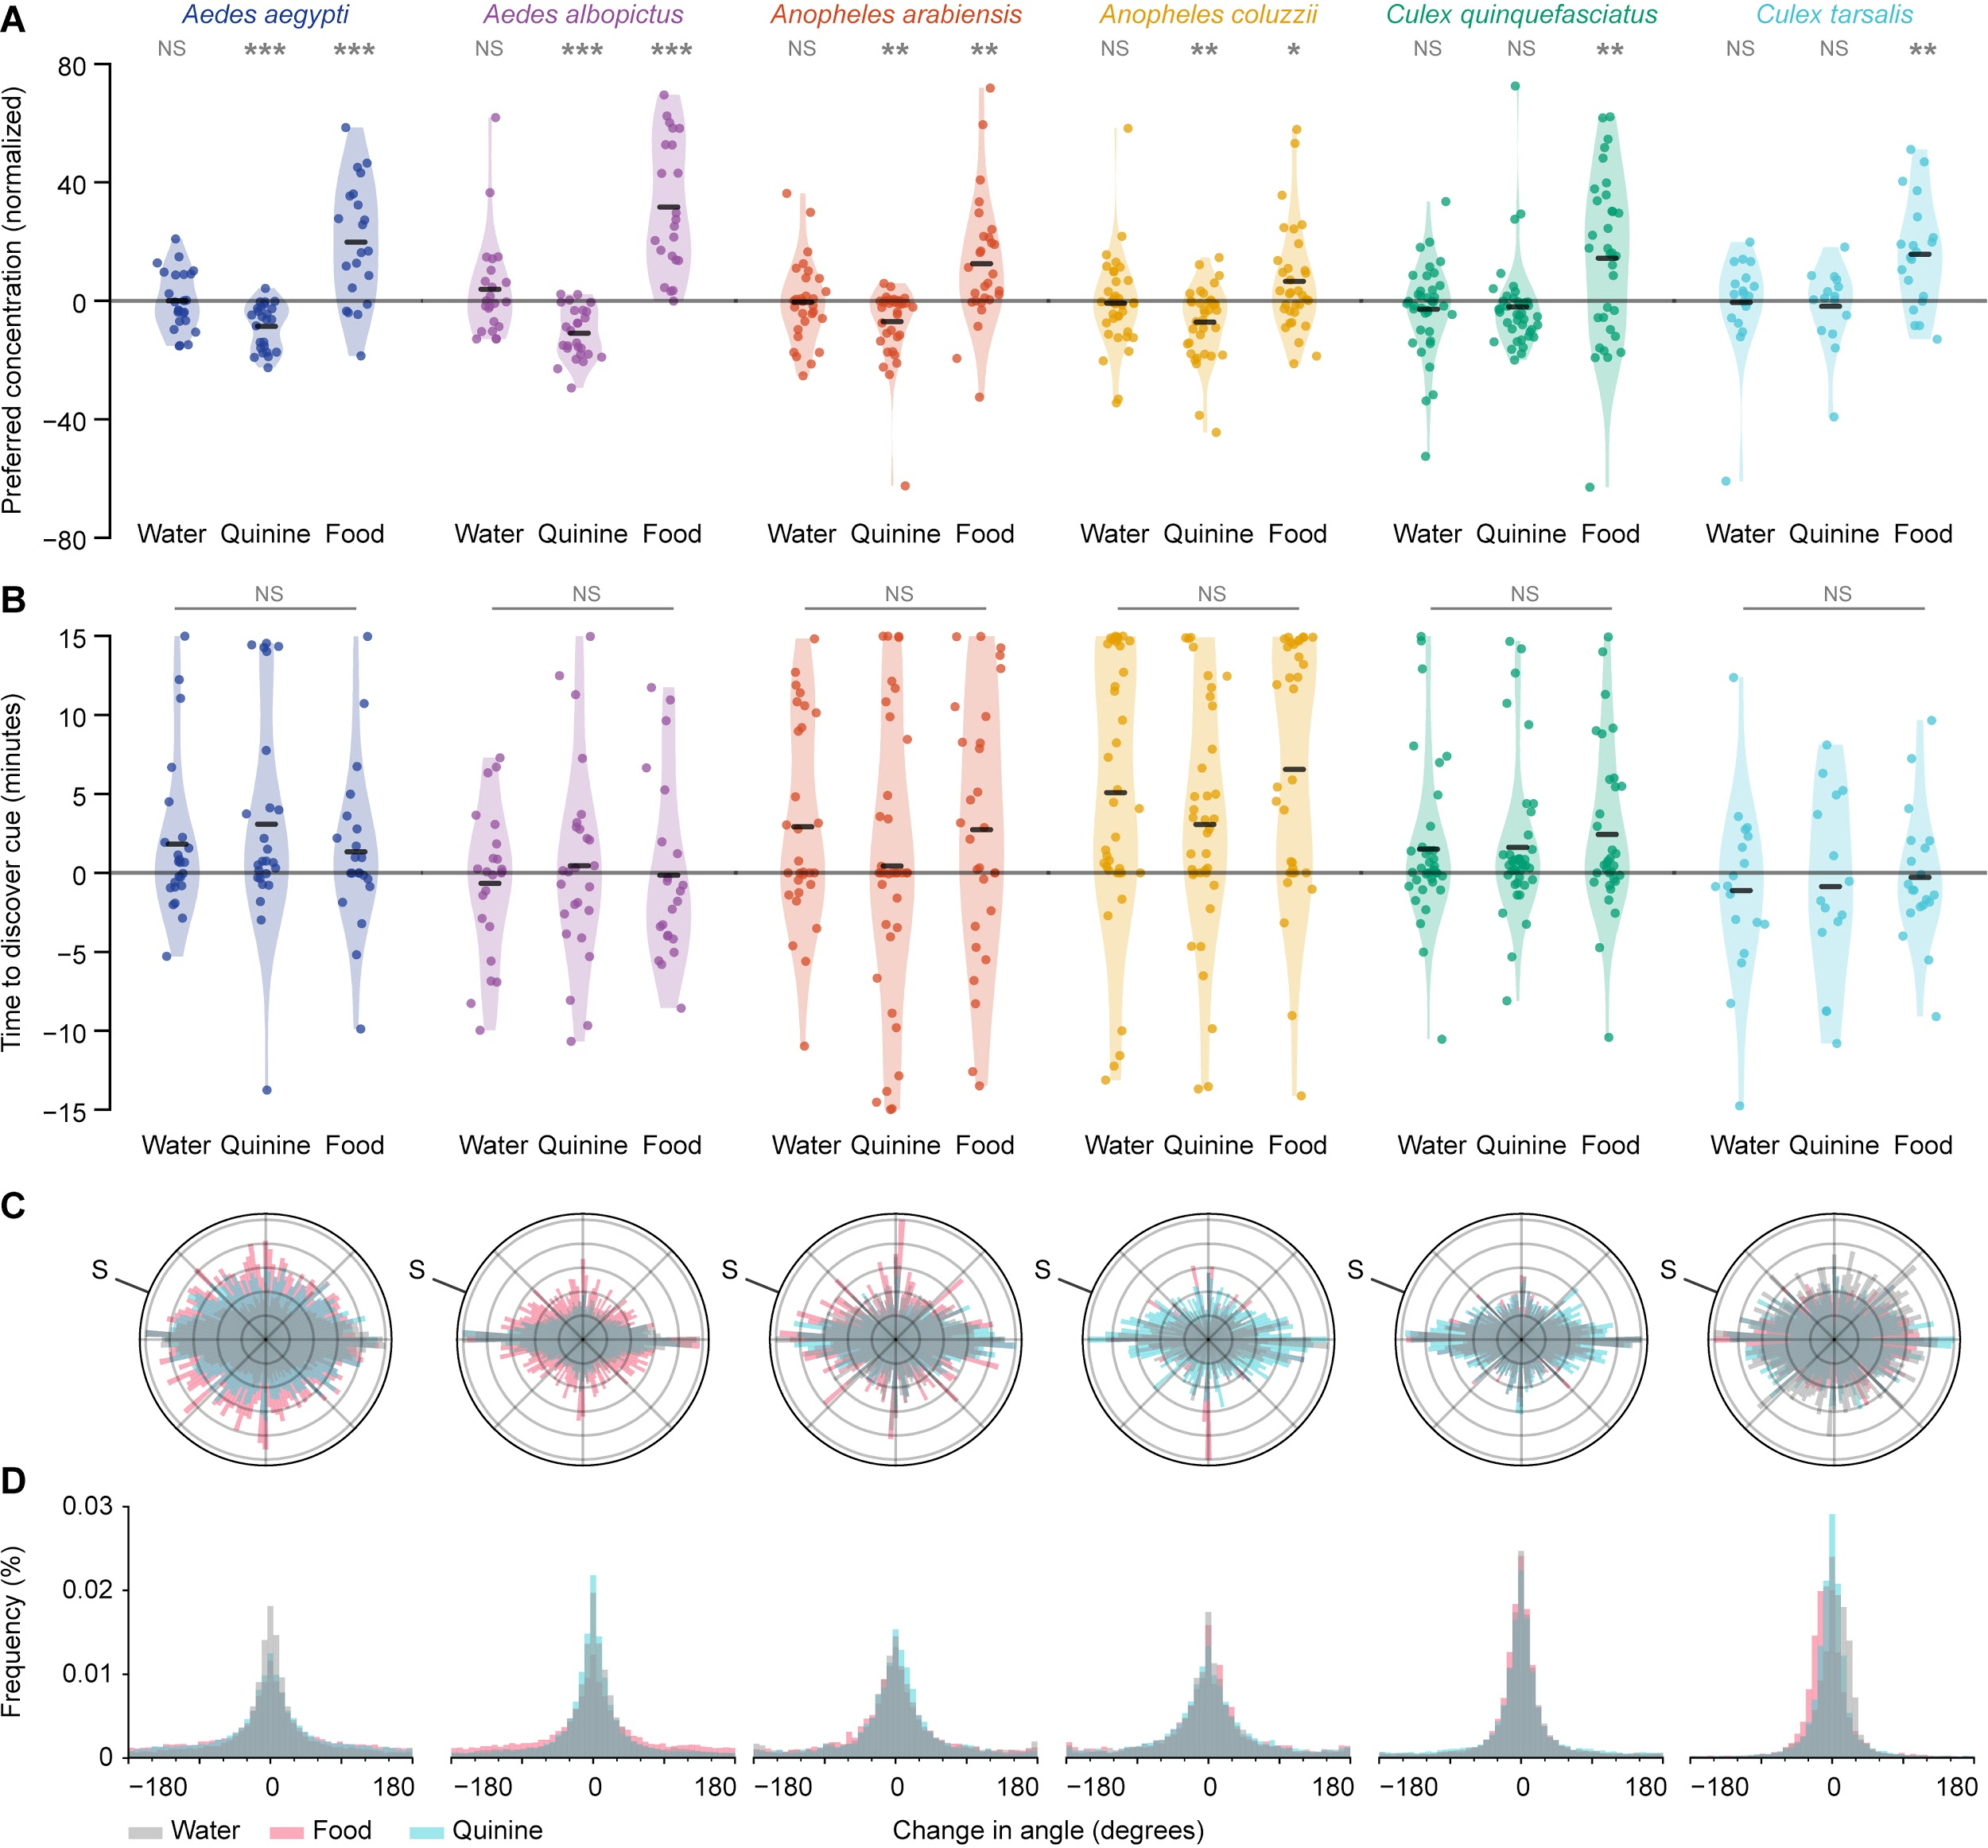 A
Aedes aegypti Aedes albopictus Anopheles arabiensis Anopheles coluzzii Culex quinquefasciatus Culex tarsalis
NS *** *** NS *** *** NS ** ** NS ** * NS NS ** NS NS **
Preferred concentration (normalized)
80
40
0
−40
−80
Water Quinine Food Water Quinine Food Water Quinine Food Water Quinine Food Water Quinine Food Water Quinine Food
B
NS NS NS NS NS NS
Time to discover cue (minutes)
15
10
5
0
−5
−10
−15
Water Quinine Food Water Quinine Food Water Quinine Food Water Quinine Food Water Quinine Food Water Quinine Food
C
S S S S S S
D
Frequency (%)
0.03
0.02
0.01
0
−180 0 180 −180 0 180 −180 0 180 −180 0 180 −180 0 180 −180 0 180
Water Food Quinine Change in angle (degrees)